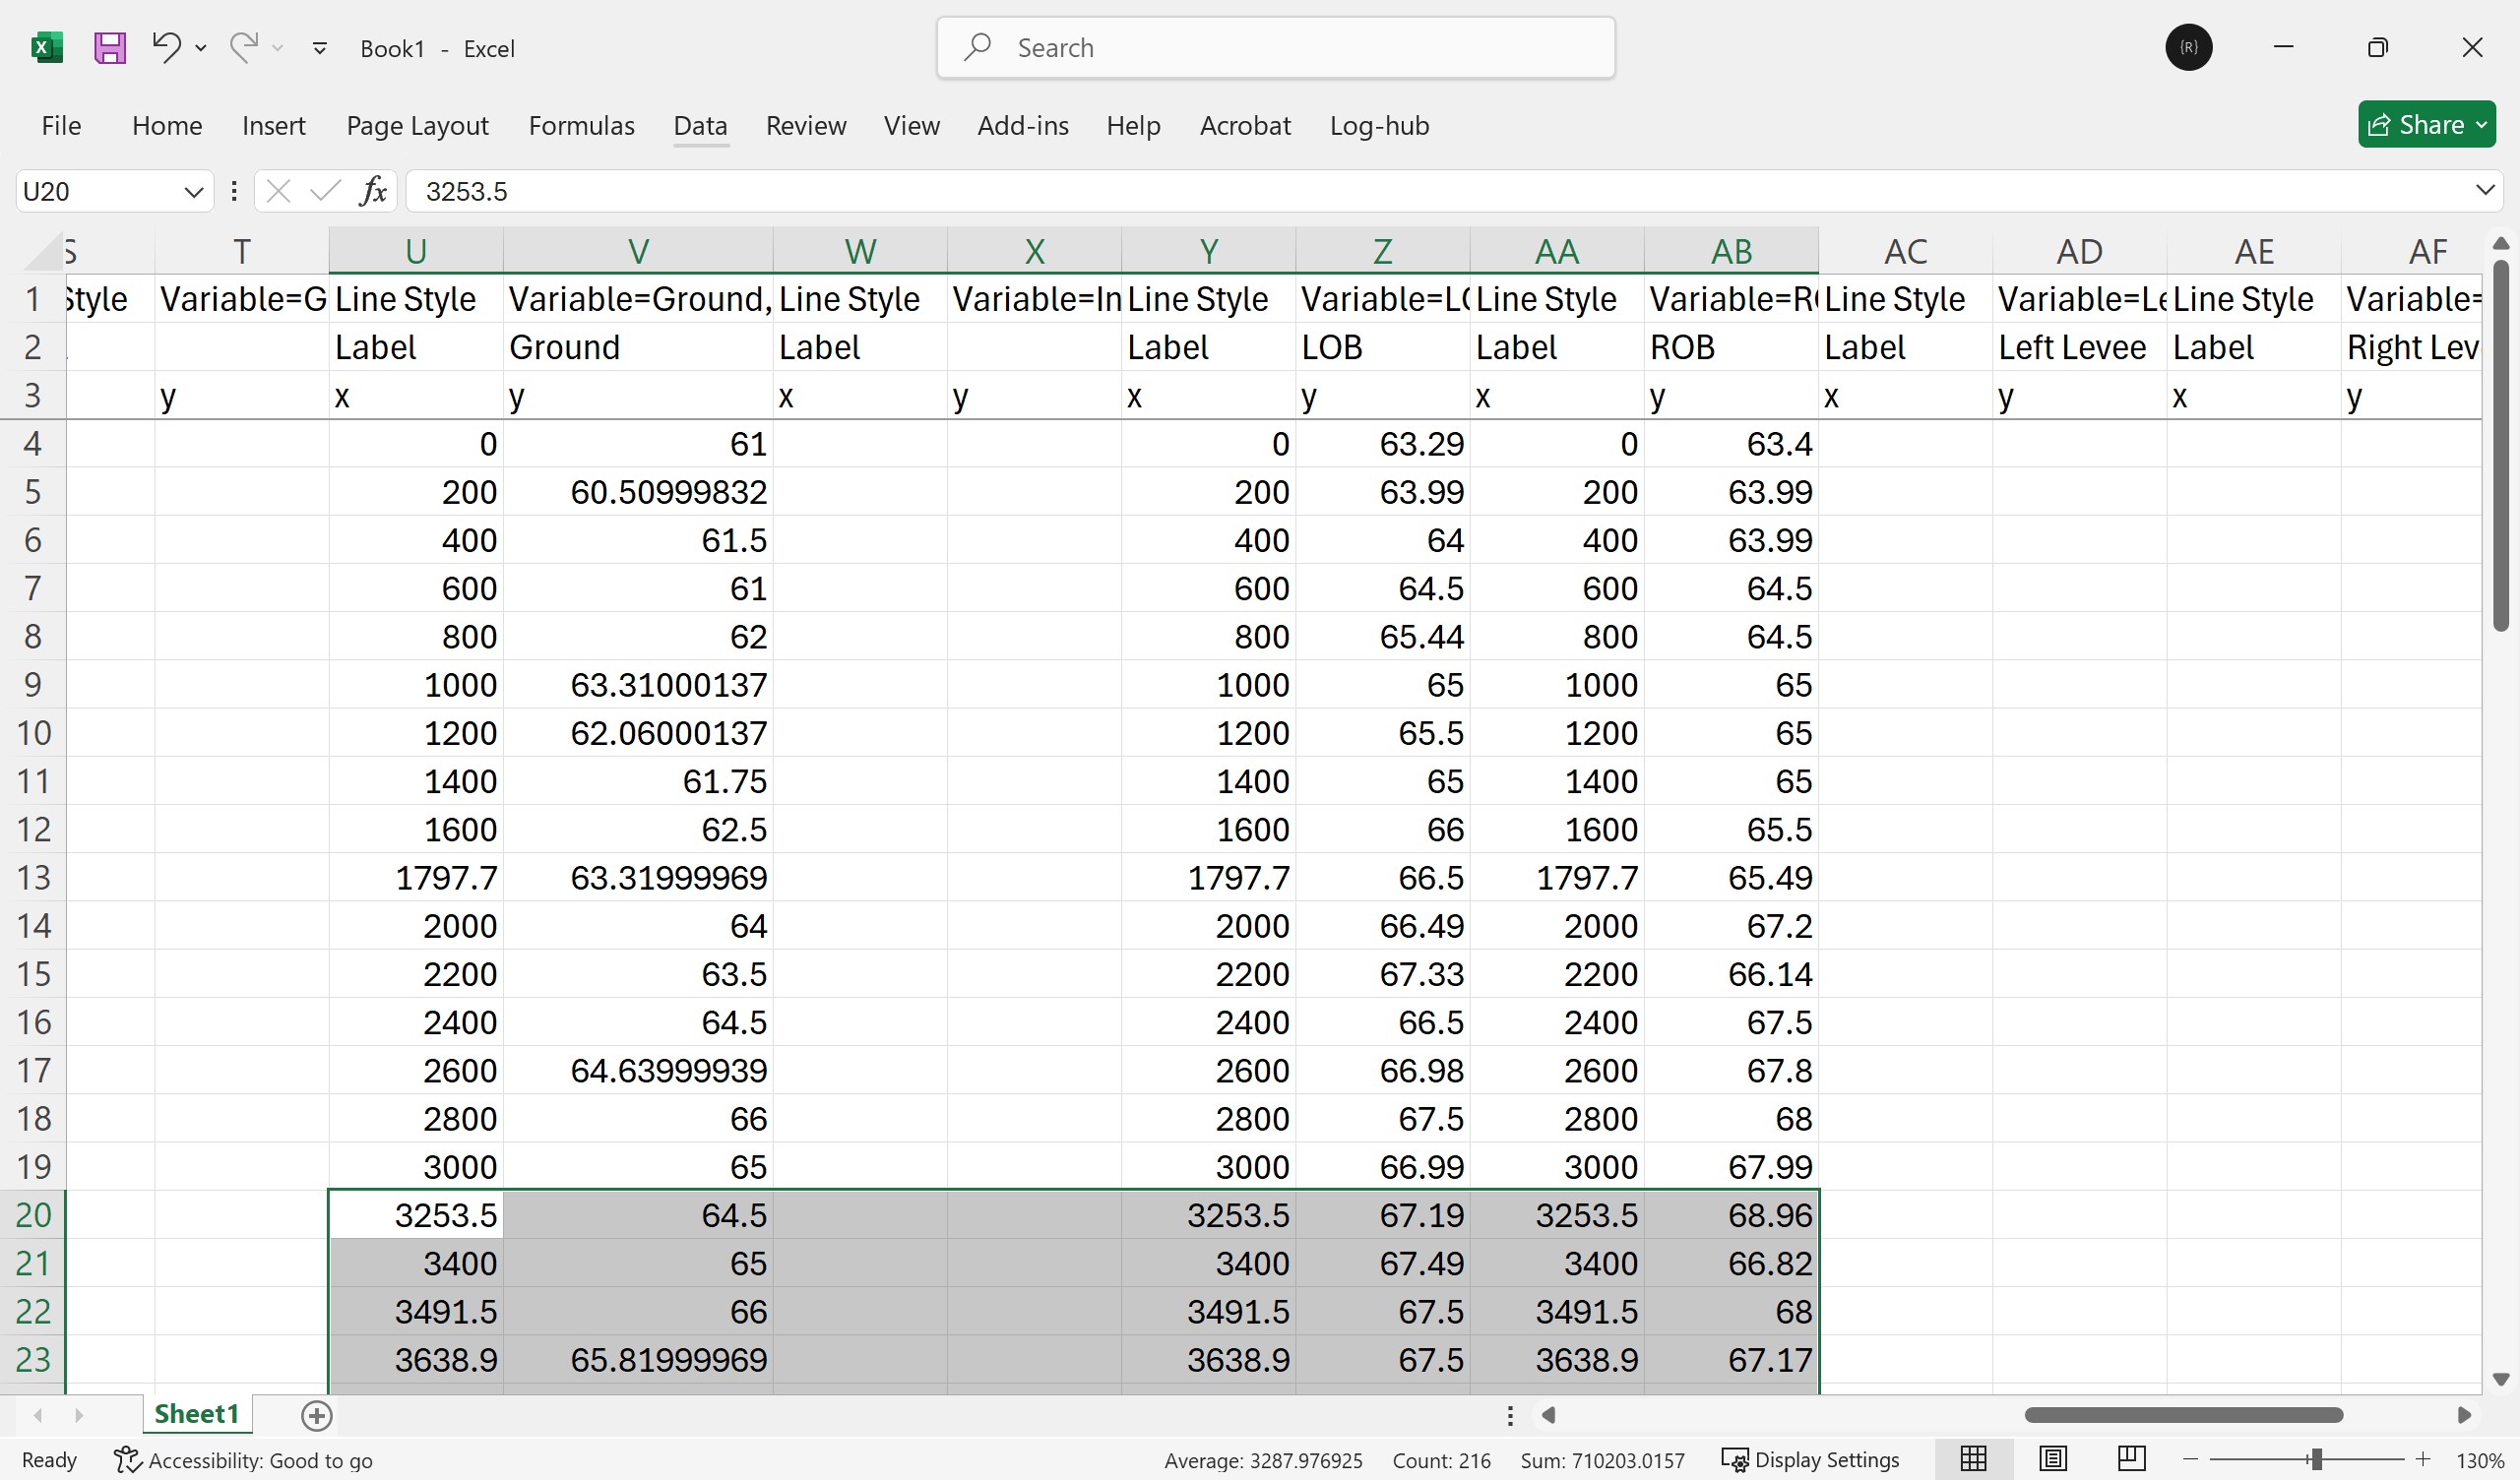 Book1 - Excel
Search
{R}
File Home Insert Page Layout Formulas Data Review View Add-ins Help Acrobat Log-hub Share
U20 fx 3253.5
S T U V W X Y Z AA AB AC AD AE AF
1 Style Variable=G Line Style Variable=Ground, Line Style Variable=In Line Style Variable=LO Line Style Variable=RO Line Style Variable=Le Line Style Variable=
2 Label Ground Label Label LOB Label ROB Label Left Levee Label Right Lev
3 y x y x y x y x y x y x y
4 0 61 0 63.29 0 63.4
5 200 60.50999832 200 63.99 200 63.99
6 400 61.5 400 64 400 63.99
7 600 61 600 64.5 600 64.5
8 800 62 800 65.44 800 64.5
9 1000 63.31000137 1000 65 1000 65
10 1200 62.06000137 1200 65.5 1200 65
11 1400 61.75 1400 65 1400 65
12 1600 62.5 1600 66 1600 65.5
13 1797.7 63.31999969 1797.7 66.5 1797.7 65.49
14 2000 64 2000 66.49 2000 67.2
15 2200 63.5 2200 67.33 2200 66.14
16 2400 64.5 2400 66.5 2400 67.5
17 2600 64.63999939 2600 66.98 2600 67.8
18 2800 66 2800 67.5 2800 68
19 3000 65 3000 66.99 3000 67.99
20 3253.5 64.5 3253.5 67.19 3253.5 68.96
21 3400 65 3400 67.49 3400 66.82
22 3491.5 66 3491.5 67.5 3491.5 68
23 3638.9 65.81999969 3638.9 67.5 3638.9 67.17
Sheet1
Ready Accessibility: Good to go Average: 3287.976925 Count: 216 Sum: 710203.0157 Display Settings 130%